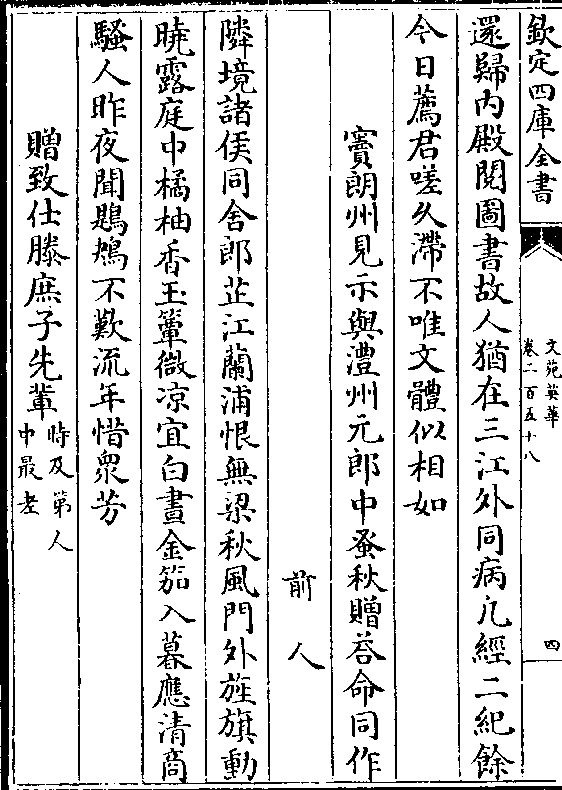 欽定四庫全書
文苑英華
卷二百五十八
四
還歸内殿閱圖書故人猶在三江外同病凢經二紀餘
今日薦君嗟久滯不唯文體似相如
竇朗州見示與澧州元郎中蚤秋贈荅命同作
前人
隣境諸侯同舍郎芷江蘭浦恨無梁秋風門外旌旗動
曉露庭中橘柚香玉簟微凉宜白晝金笳入暮應清商
騷人昨夜聞鶗鴂不歎流年惜衆芳
贈致仕滕庶子先輩
時及第人
中最老